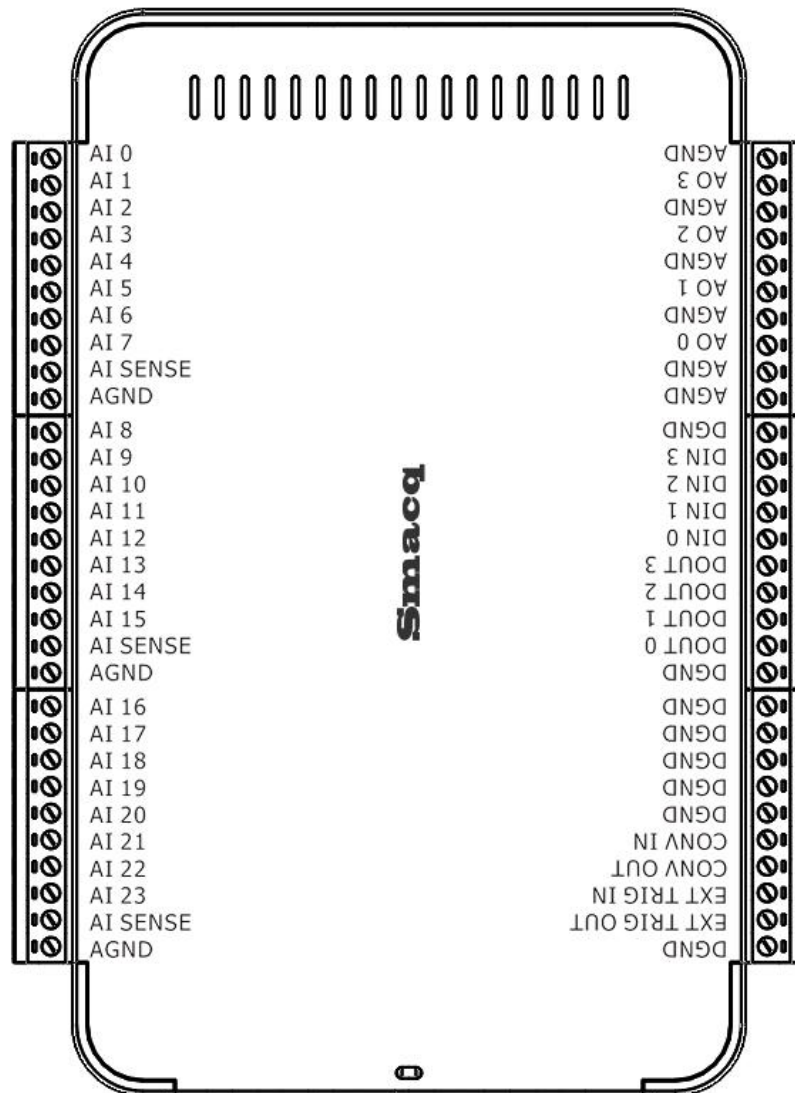 AI 0
AI 1
AI 2
AI 3
AI 4
AI 5
AI 6
AI 7
AI SENSE
AGND
AI 8
AI 9
AI 10
AI 11
AI 12
AI 13
AI 14
AI 15
AI SENSE
AGND
AI 16
AI 17
AI 18
AI 19
AI 20
AI 21
AI 22
AI 23
AI SENSE
AGND
Smacq
AGND
AO 3
AGND
AO 2
AGND
AO 1
AGND
AO 0
AGND
AGND
DGND
DIN 3
DIN 2
DIN 1
DIN 0
DOUT 3
DOUT 2
DOUT 1
DOUT 0
DGND
DGND
DGND
DGND
DGND
DGND
CONV IN
CONV OUT
EXT TRIG IN
EXT TRIG OUT
DGND